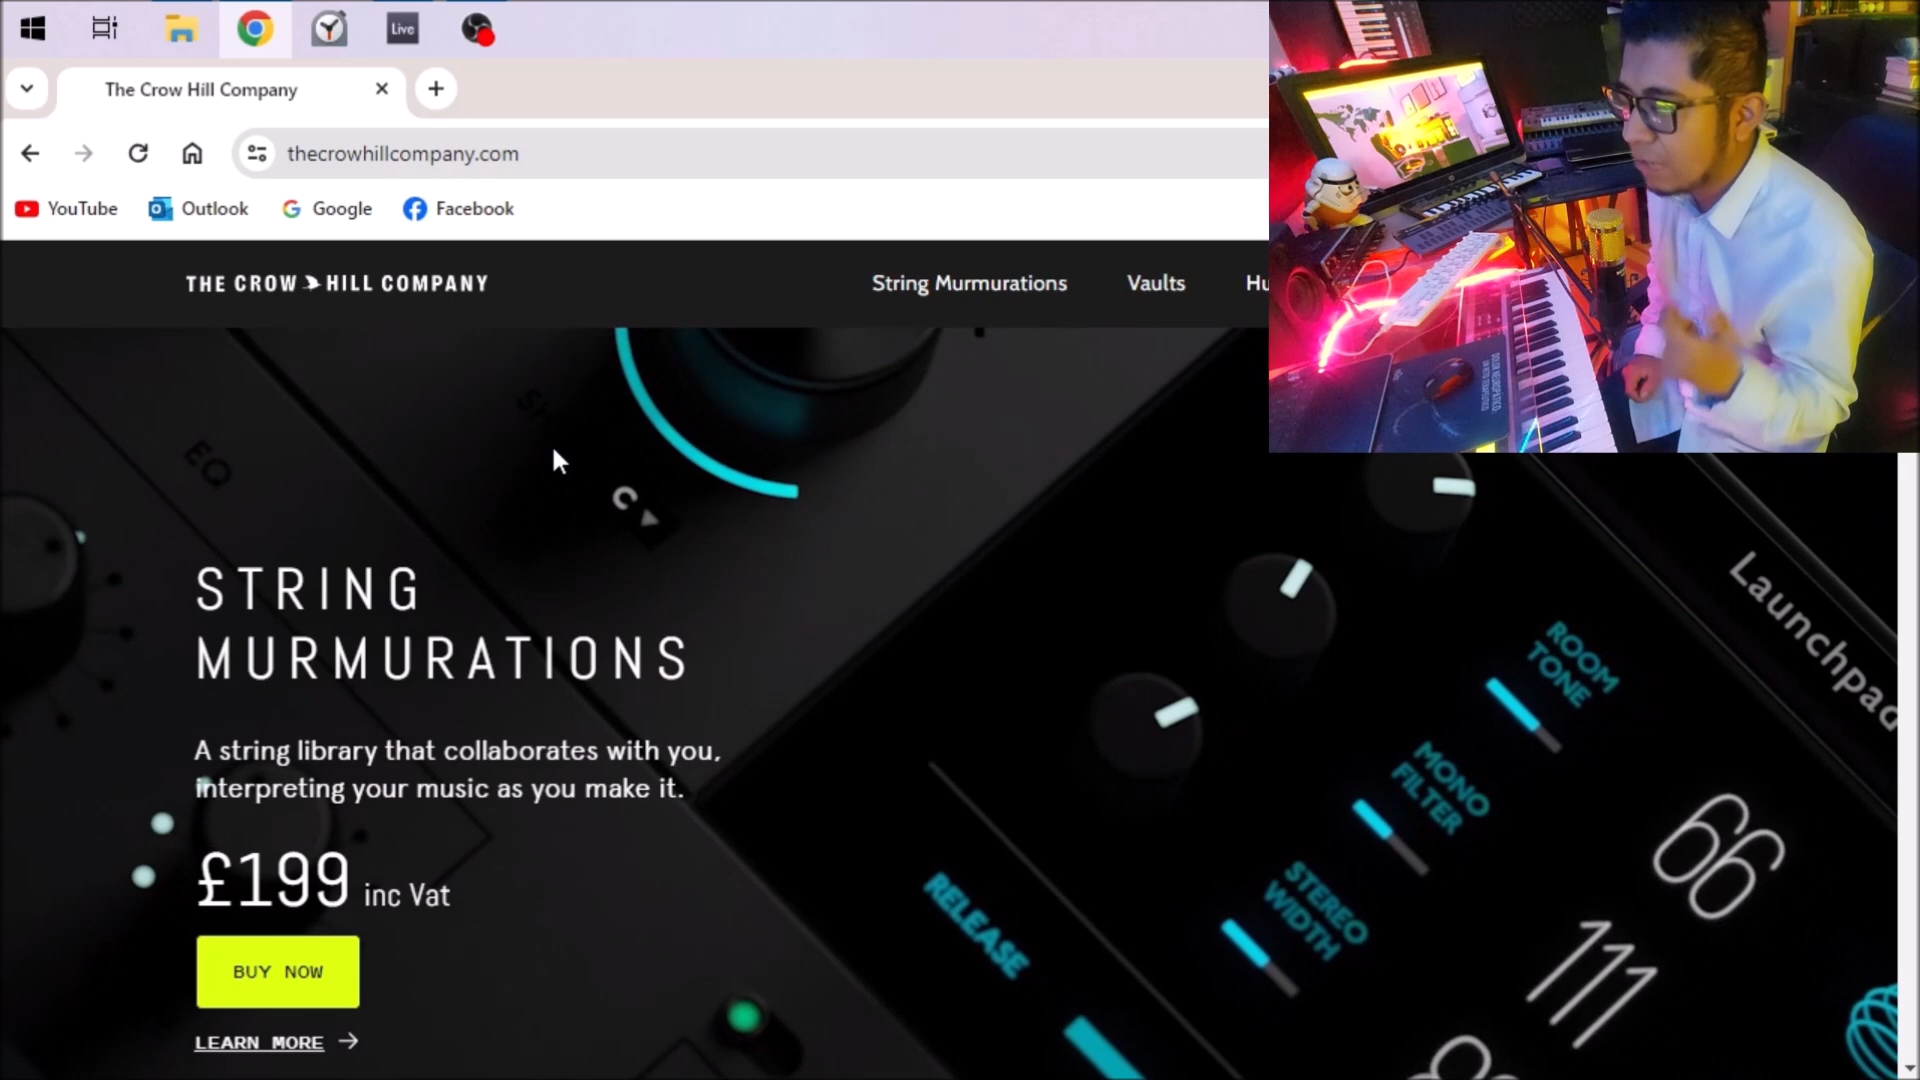 Live
The Crow Hill Company
thecrowhillcompany.com
YouTube
Outlook
Google
Facebook
THE CROW HILL COMPANY
String Murmurations
Vaults
Hu
EQ
C
STRING
MURMURATIONS
A string library that collaborates with you,
interpreting your music as you make it.
£199 inc Vat
BUY NOW
LEARN MORE
Launchpad
ROOM
TONE
MONO
FILTER
STEREO
WIDTH
RELEASE
66
111